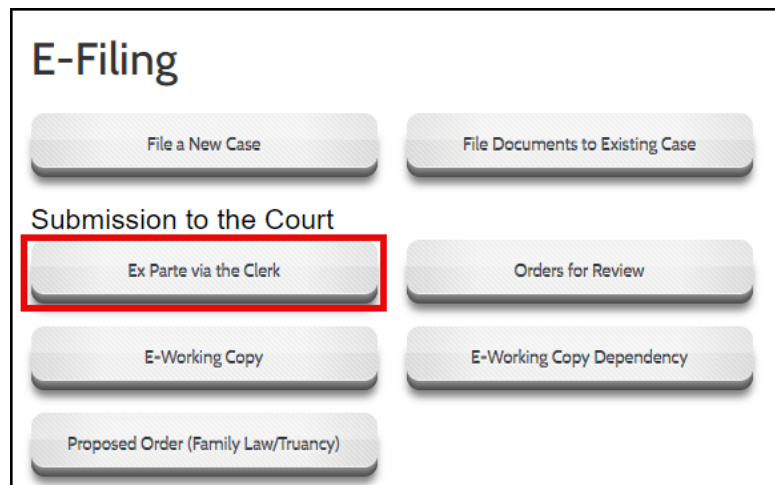 E-Filing
File a New Case
File Documents to Existing Case
Submission to the Court
Ex Parte via the Clerk
Orders for Review
E-Working Copy
E-Working Copy Dependency
Proposed Order (Family Law/Truancy)